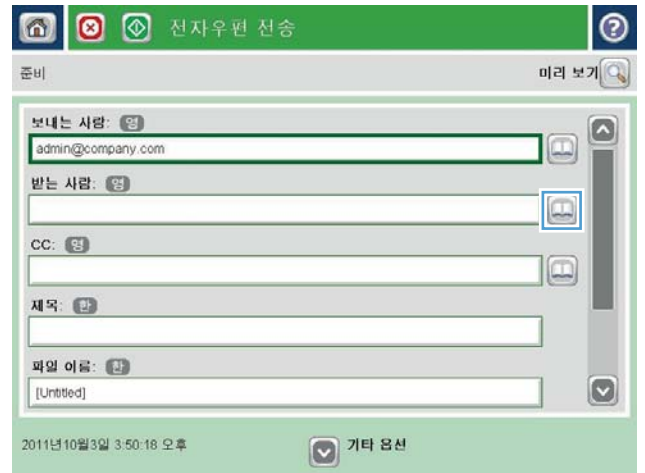 전자우편 전송
준비 미리 보기
보내는 사람: 영
admin@company.com
받는 사람: 영
CC: 영
제목: 한
파일 이름: 한
[Untitled]
2011년10월3일 3:50:18 오후 기타 옵션